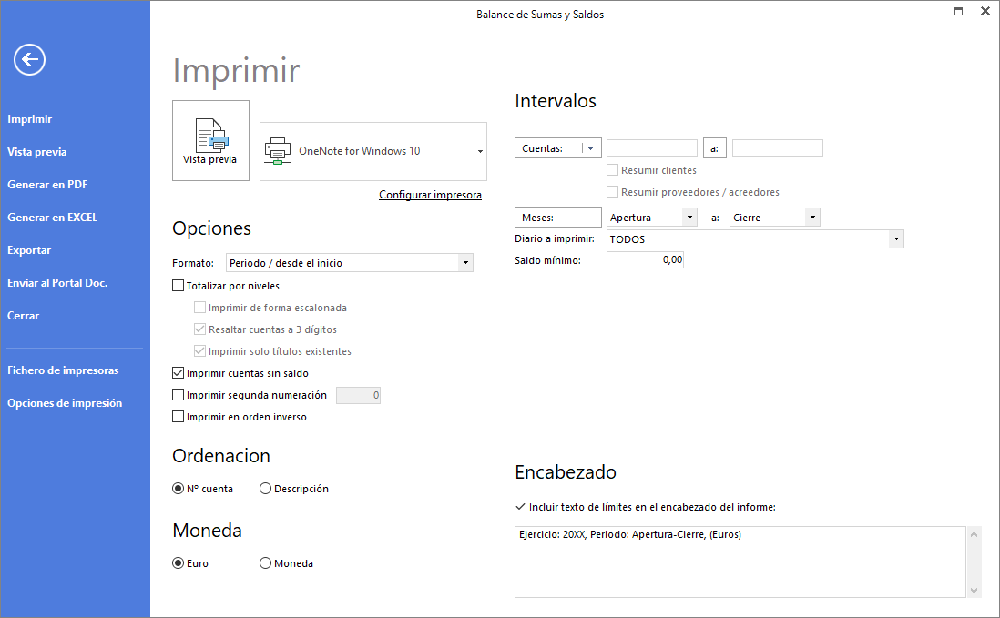 Balance de Sumas y Saldos
Imprimir
Vista previa
Generar en PDF
Generar en EXCEL
Exportar
Enviar al Portal Doc.
Cerrar
Fichero de impresoras
Opciones de impresión
Imprimir
Vista previa
OneNote for Windows 10
Configurar impresora
Opciones
Formato: Periodo / desde el inicio
Totalizar por niveles
Imprimir de forma escalonada
Resaltar cuentas a 3 dígitos
Imprimir solo títulos existentes
Imprimir cuentas sin saldo
Imprimir segunda numeración 0
Imprimir en orden inverso
Ordenacion
Nº cuenta Descripción
Moneda
Euro Moneda
Intervalos
Cuentas: a:
Resumir clientes
Resumir proveedores / acreedores
Meses: Apertura a: Cierre
Diario a imprimir: TODOS
Saldo mínimo: 0,00
Encabezado
Incluir texto de límites en el encabezado del informe:
Ejercicio: 20XX, Periodo: Apertura-Cierre, (Euros)